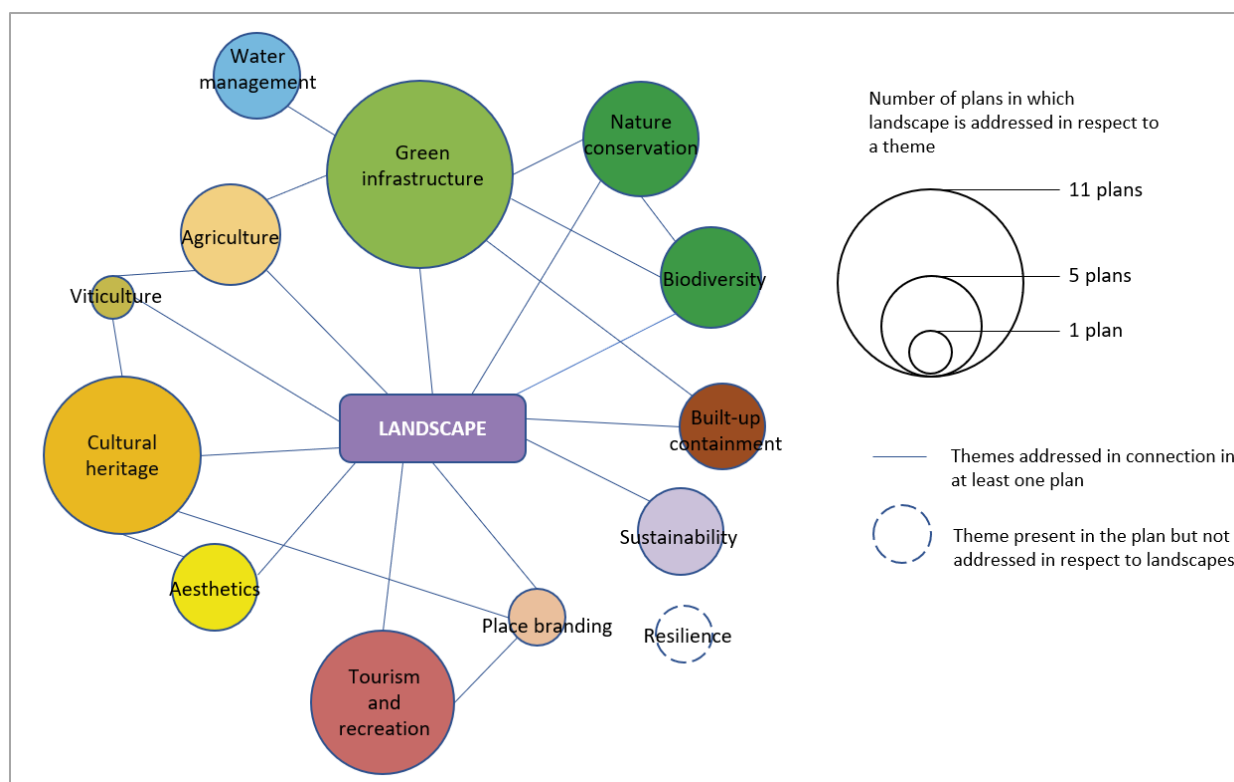 Water
management
Green
infrastructure
Nature
conservation
Agriculture
Biodiversity
Viticulture
LANDSCAPE
Cultural
heritage
Built-up
containment
Sustainability
Aesthetics
Place branding
Resilience
Tourism
and
recreation
Number of plans in which
landscape is addressed in respect to
a theme
11 plans
5 plans
1 plan
Themes addressed in connection in
at least one plan
Theme present in the plan but not
addressed in respect to landscapes